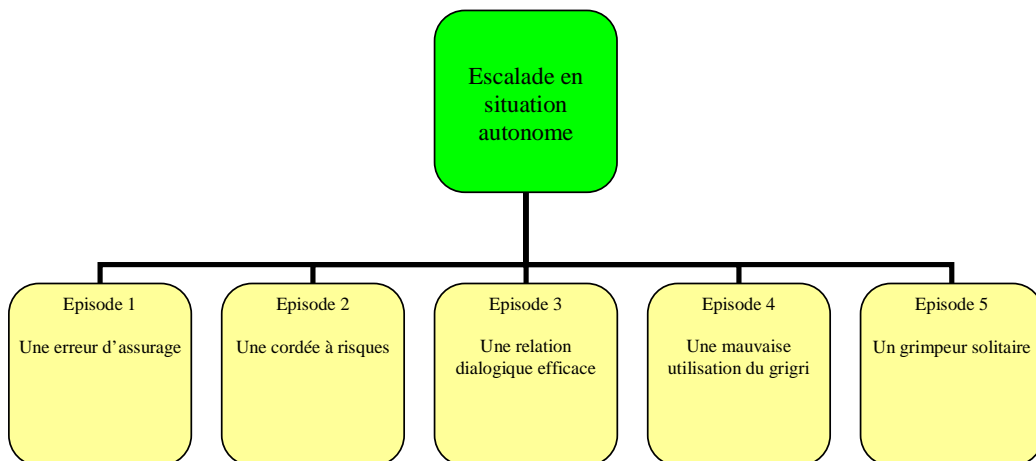 Escalade en
situation
autonome
Episode 1
Une erreur d’assurage
Episode 2
Une cordée à risques
Episode 3
Une relation
dialogique efficace
Episode 4
Une mauvaise
utilisation du grigri
Episode 5
Un grimpeur solitaire